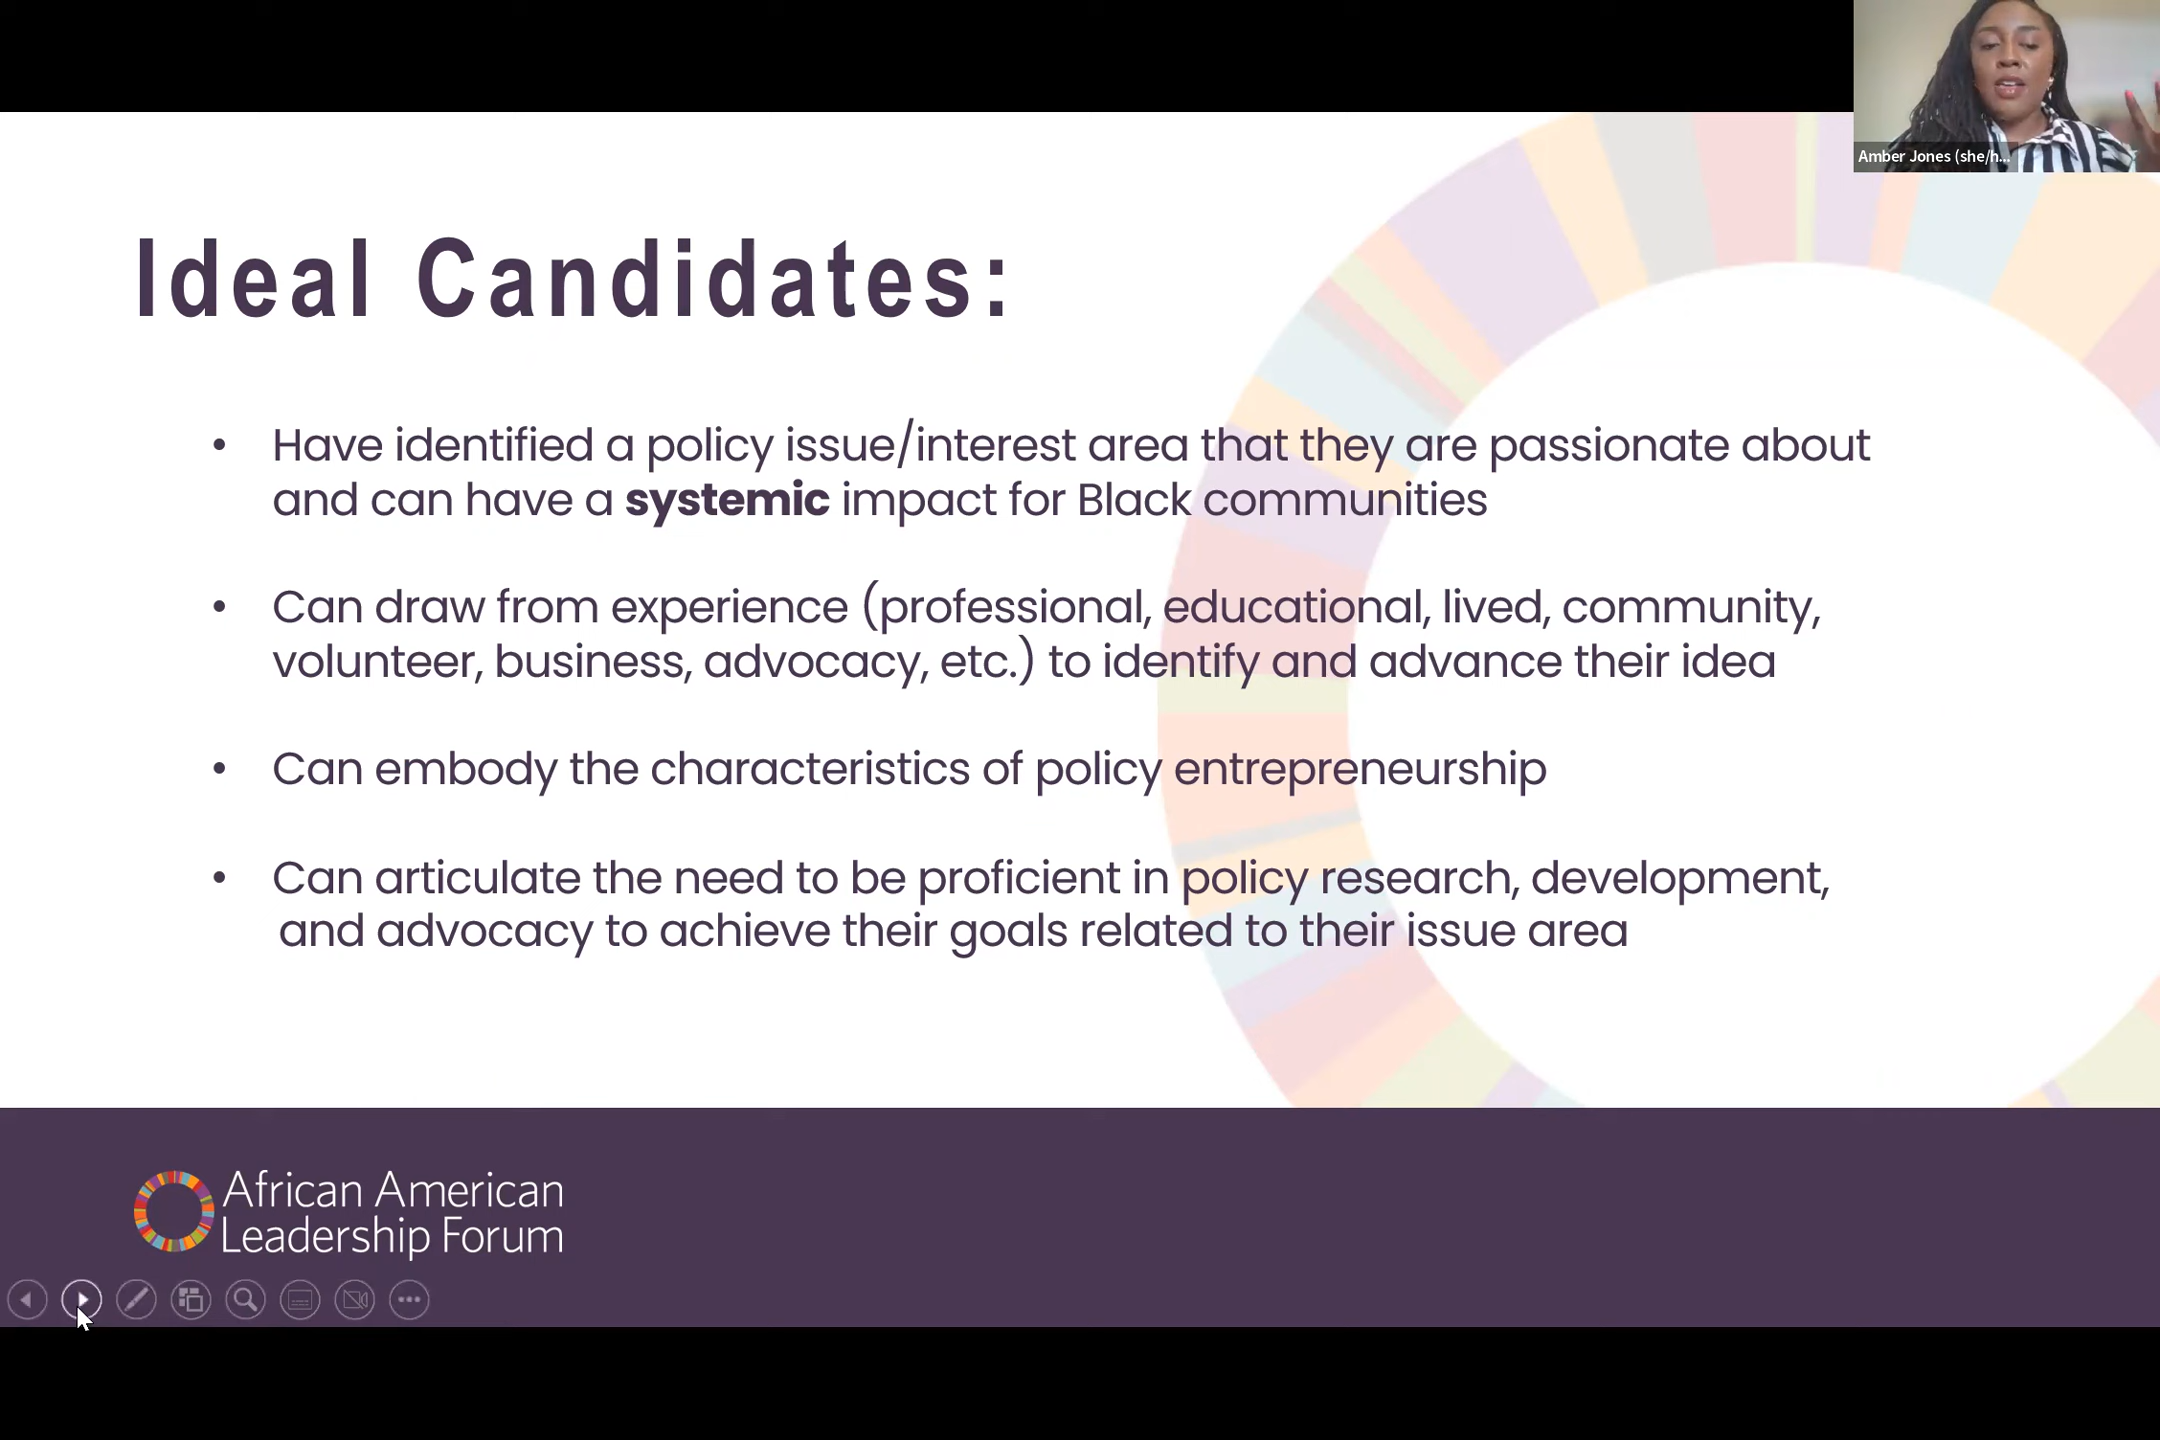 Amber Jones (she/h...
Ideal Candidates:
• Have identified a policy issue/interest area that they are passionate about
and can have a systemic impact for Black communities
• Can draw from experience (professional, educational, lived, community,
volunteer, business, advocacy, etc.) to identify and advance their idea
• Can embody the characteristics of policy entrepreneurship
• Can articulate the need to be proficient in policy research, development,
and advocacy to achieve their goals related to their issue area
African American
Leadership Forum